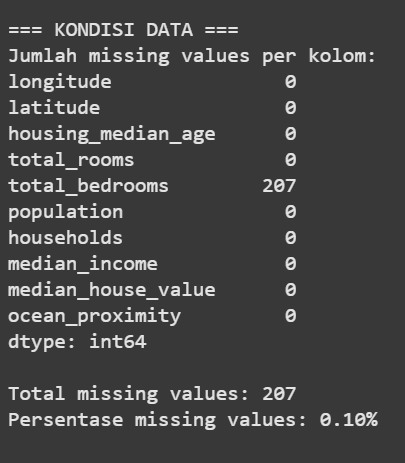 === KONDISI DATA ===
Jumlah missing values per kolom:
longitude 0
latitude 0
housing_median_age 0
total_rooms 0
total_bedrooms 207
population 0
households 0
median_income 0
median_house_value 0
ocean_proximity 0
dtype: int64
Total missing values: 207
Persentase missing values: 0.10%